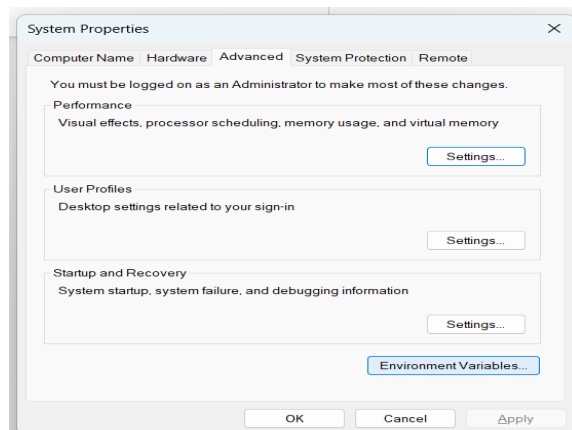 System Properties
Computer Name Hardware Advanced System Protection Remote
You must be logged on as an Administrator to make most of these changes.
Performance
Visual effects, processor scheduling, memory usage, and virtual memory
Settings...
User Profiles
Desktop settings related to your sign-in
Settings...
Startup and Recovery
System startup, system failure, and debugging information
Settings...
Environment Variables...
OK Cancel Apply